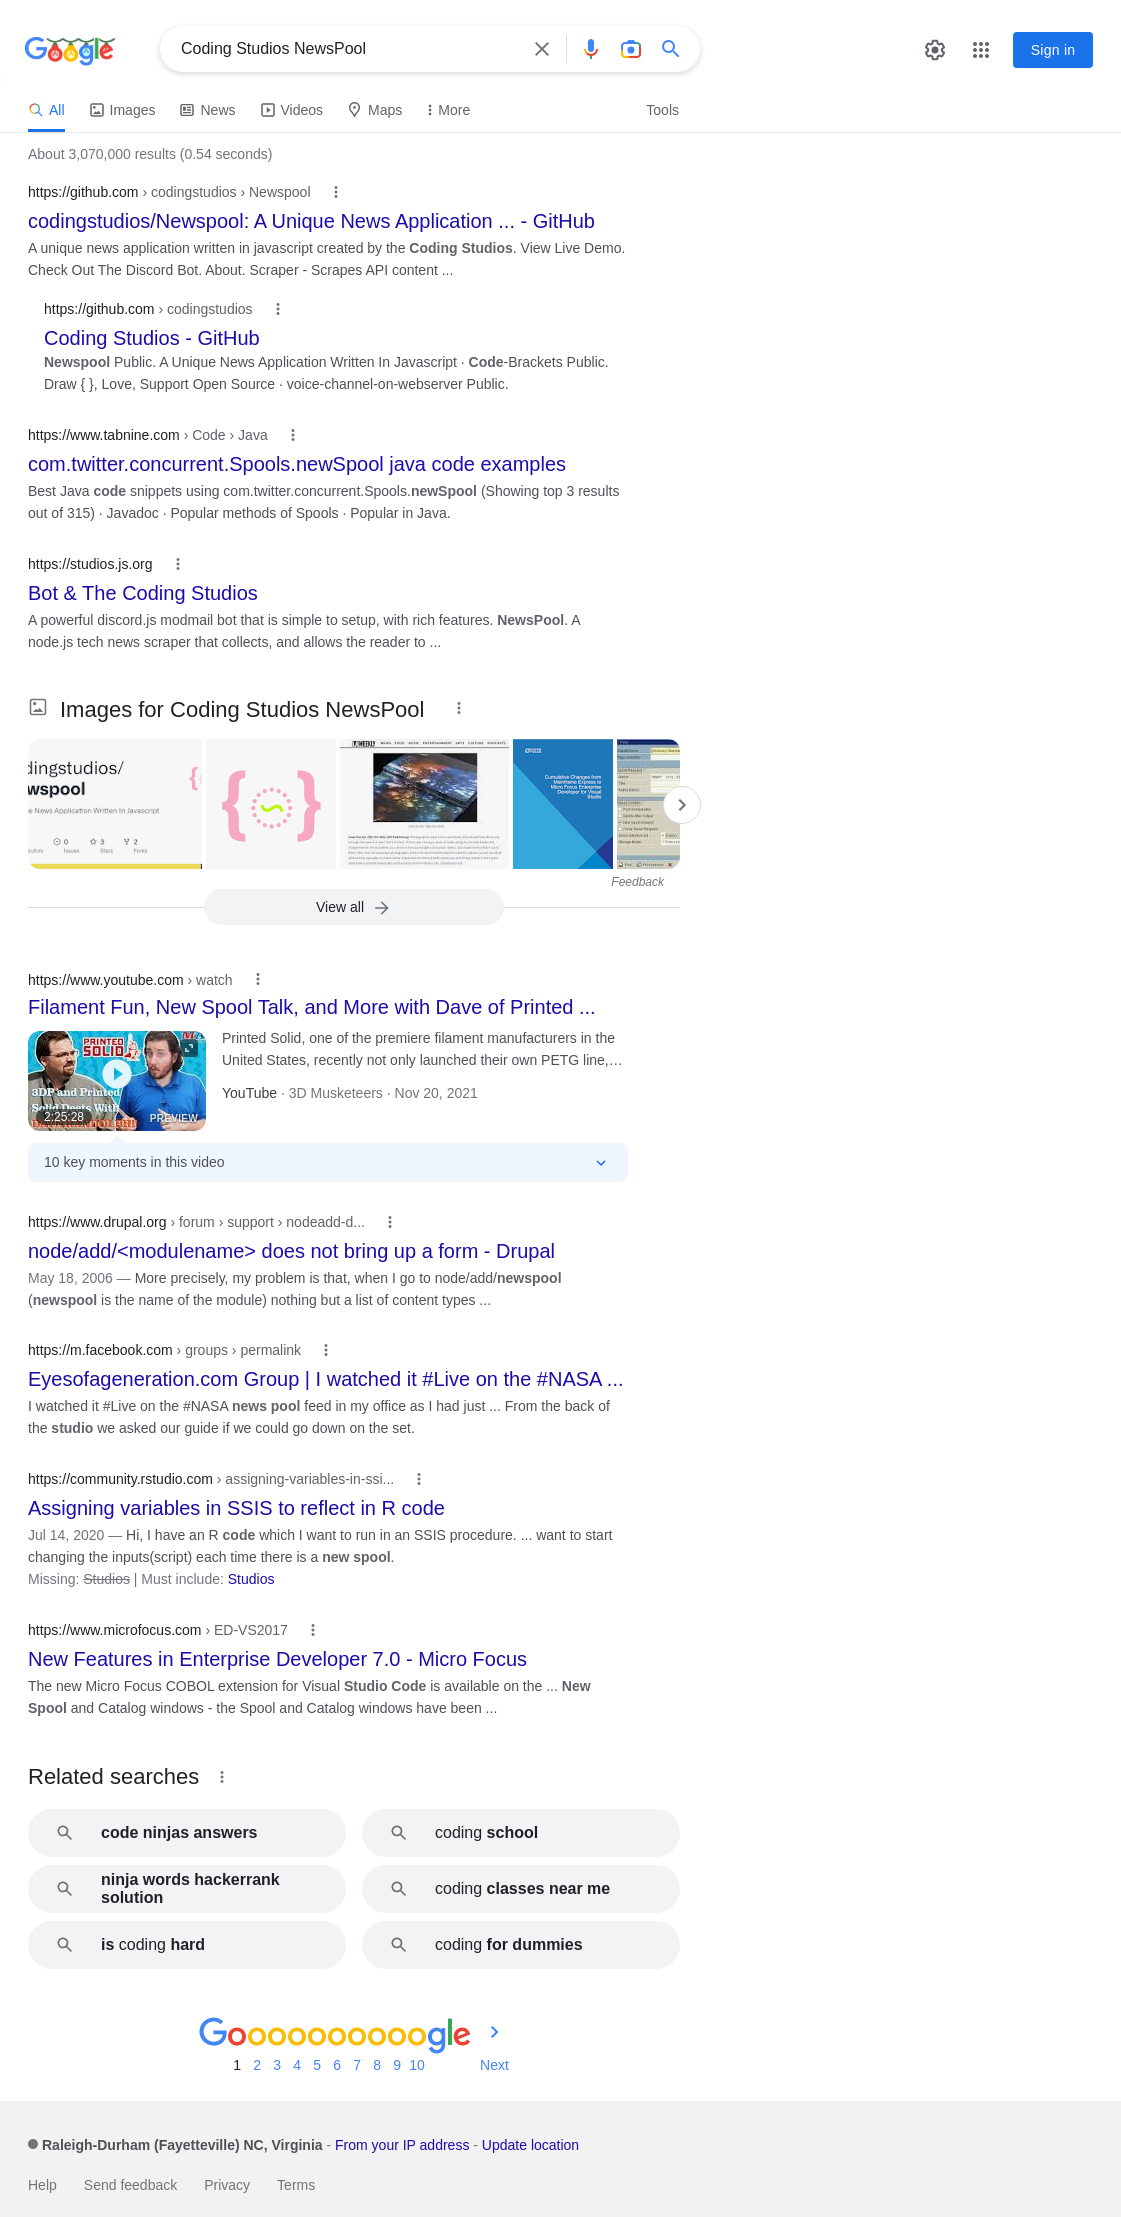 Google
Coding Studios NewsPool
Sign in
All Images News Videos Maps More Tools
About 3,070,000 results (0.54 seconds)
https://github.com › codingstudios › Newspool
codingstudios/Newspool: A Unique News Application ... - GitHub
A unique news application written in javascript created by the Coding Studios. View Live Demo.
Check Out The Discord Bot. About. Scraper - Scrapes API content ...
https://github.com › codingstudios
Coding Studios - GitHub
Newspool Public. A Unique News Application Written In Javascript · Code-Brackets Public.
Draw { }, Love, Support Open Source · voice-channel-on-webserver Public.
https://www.tabnine.com › Code › Java
com.twitter.concurrent.Spools.newSpool java code examples
Best Java code snippets using com.twitter.concurrent.Spools.newSpool (Showing top 3 results
out of 315) · Javadoc · Popular methods of Spools · Popular in Java.
https://studios.js.org
Bot & The Coding Studios
A powerful discord.js modmail bot that is simple to setup, with rich features. NewsPool. A
node.js tech news scraper that collects, and allows the reader to ...
Images for Coding Studios NewsPool
dingstudios/
wspool
e News Application Written In Javascript
0 3 2
Issues Stars Forks
Cumulative Changes from
Mainframe Express to
Micro Focus Enterprise
Developer for Visual
Studio
Feedback
View all
https://www.youtube.com › watch
Filament Fun, New Spool Talk, and More with Dave of Printed ...
PRINTED
SOLID
3DP and Printed
Solid Deets With
2:25:28
PREVIEW
Printed Solid, one of the premiere filament manufacturers in the
United States, recently not only launched their own PETG line,...
YouTube · 3D Musketeers · Nov 20, 2021
10 key moments in this video
https://www.drupal.org › forum › support › nodeadd-d...
node/add/<modulename> does not bring up a form - Drupal
May 18, 2006 — More precisely, my problem is that, when I go to node/add/newspool
(newspool is the name of the module) nothing but a list of content types ...
https://m.facebook.com › groups › permalink
Eyesofageneration.com Group | I watched it #Live on the #NASA ...
I watched it #Live on the #NASA news pool feed in my office as I had just ... From the back of
the studio we asked our guide if we could go down on the set.
https://community.rstudio.com › assigning-variables-in-ssi...
Assigning variables in SSIS to reflect in R code
Jul 14, 2020 — Hi, I have an R code which I want to run in an SSIS procedure. ... want to start
changing the inputs(script) each time there is a new spool.
Missing: Studios | Must include: Studios
https://www.microfocus.com › ED-VS2017
New Features in Enterprise Developer 7.0 - Micro Focus
The new Micro Focus COBOL extension for Visual Studio Code is available on the ... New
Spool and Catalog windows - the Spool and Catalog windows have been ...
Related searches
code ninjas answers
coding school
ninja words hackerrank
solution
coding classes near me
is coding hard
coding for dummies
Goooooooooogle
1 2 3 4 5 6 7 8 9 10 Next
Raleigh-Durham (Fayetteville) NC, Virginia - From your IP address - Update location
Help Send feedback Privacy Terms